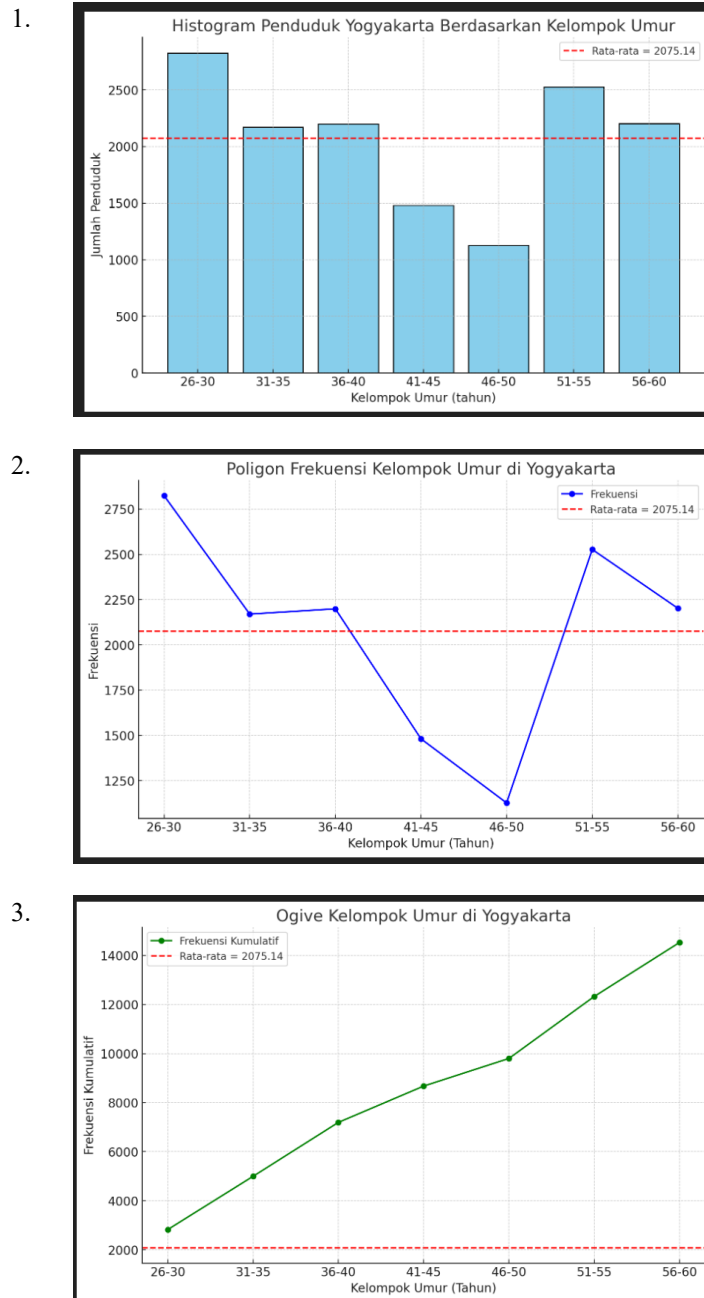 1.
Histogram Penduduk Yogyakarta Berdasarkan Kelompok Umur
Rata-rata = 2075.14
Jumlah Penduduk
2500
2000
1500
1000
500
0
26-30 31-35 36-40 41-45 46-50 51-55 56-60
Kelompok Umur (tahun)
2.
Poligon Frekuensi Kelompok Umur di Yogyakarta
Frekuensi
Rata-rata = 2075.14
Frekuensi
2750
2500
2250
2000
1750
1500
1250
26-30 31-35 36-40 41-45 46-50 51-55 56-60
Kelompok Umur (Tahun)
3.
Ogive Kelompok Umur di Yogyakarta
Frekuensi Kumulatif
Rata-rata = 2075.14
Frekuensi Kumulatif
14000
12000
10000
8000
6000
4000
2000
26-30 31-35 36-40 41-45 46-50 51-55 56-60
Kelompok Umur (Tahun)